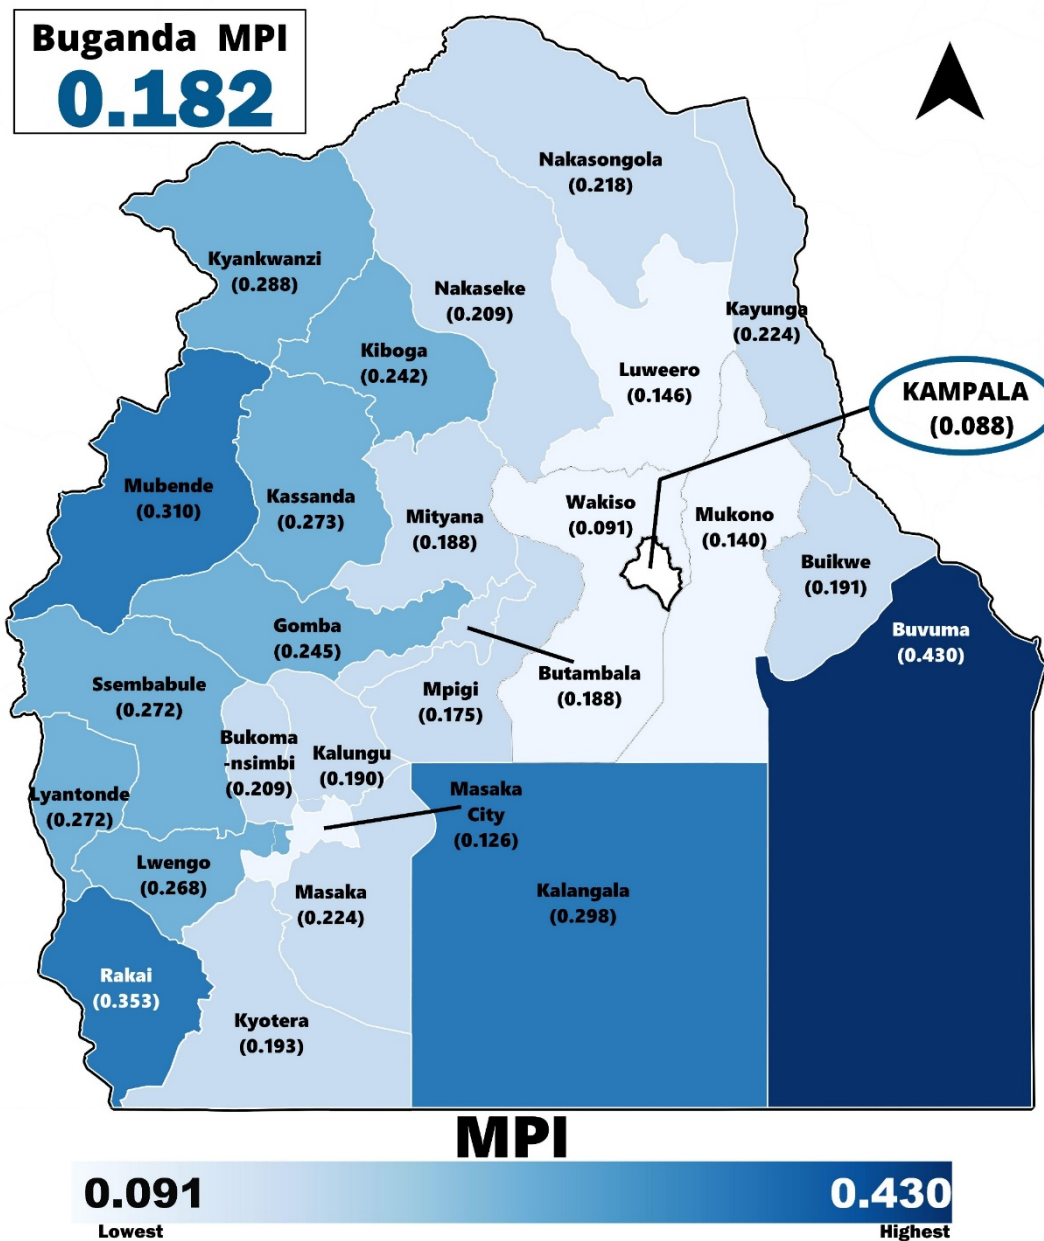 Buganda MPI
0.182
Nakasongola
(0.218)
Kyankwanzi
(0.288)
Nakaseke
(0.209)
Kayunga
(0.224)
Kiboga
(0.242)
Luweero
(0.146)
KAMPALA
(0.088)
Mubende
(0.310)
Kassanda
(0.273)
Mityana
(0.188)
Wakiso
(0.091)
Mukono
(0.140)
Buikwe
(0.191)
Gomba
(0.245)
Buvuma
(0.430)
Ssembabule
(0.272)
Mpigi
(0.175)
Butambala
(0.188)
Bukoma
-nsimbi
(0.209)
Kalungu
(0.190)
Lyantonde
(0.272)
Masaka
City
(0.126)
Lwengo
(0.268)
Masaka
(0.224)
Kalangala
(0.298)
Rakai
(0.353)
Kyotera
(0.193)
MPI
0.091
Lowest
0.430
Highest